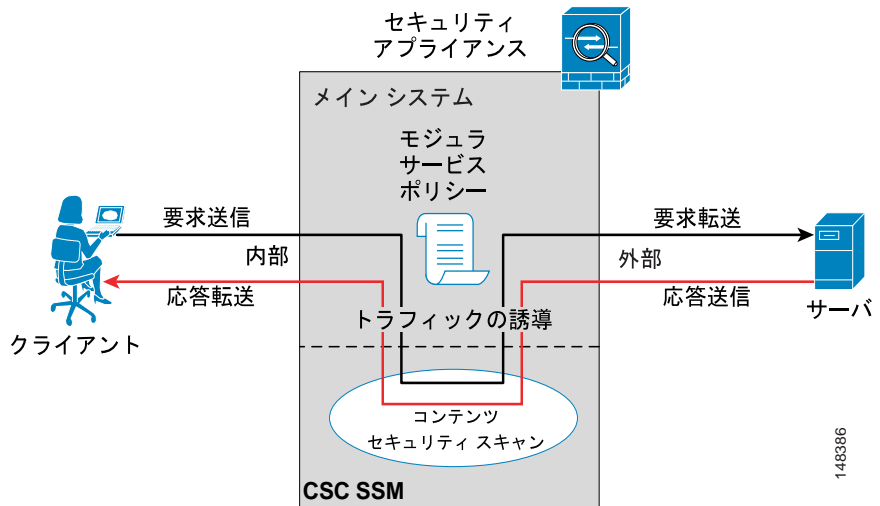 セキュリティ
アプライアンス
メイン システム
モジュラ
サービス
ポリシー
要求送信
要求転送
内部
外部
応答転送
応答送信
サーバ
トラフィックの誘導
クライアント
コンテンツ
セキュリティ スキャン
CSC SSM
148386